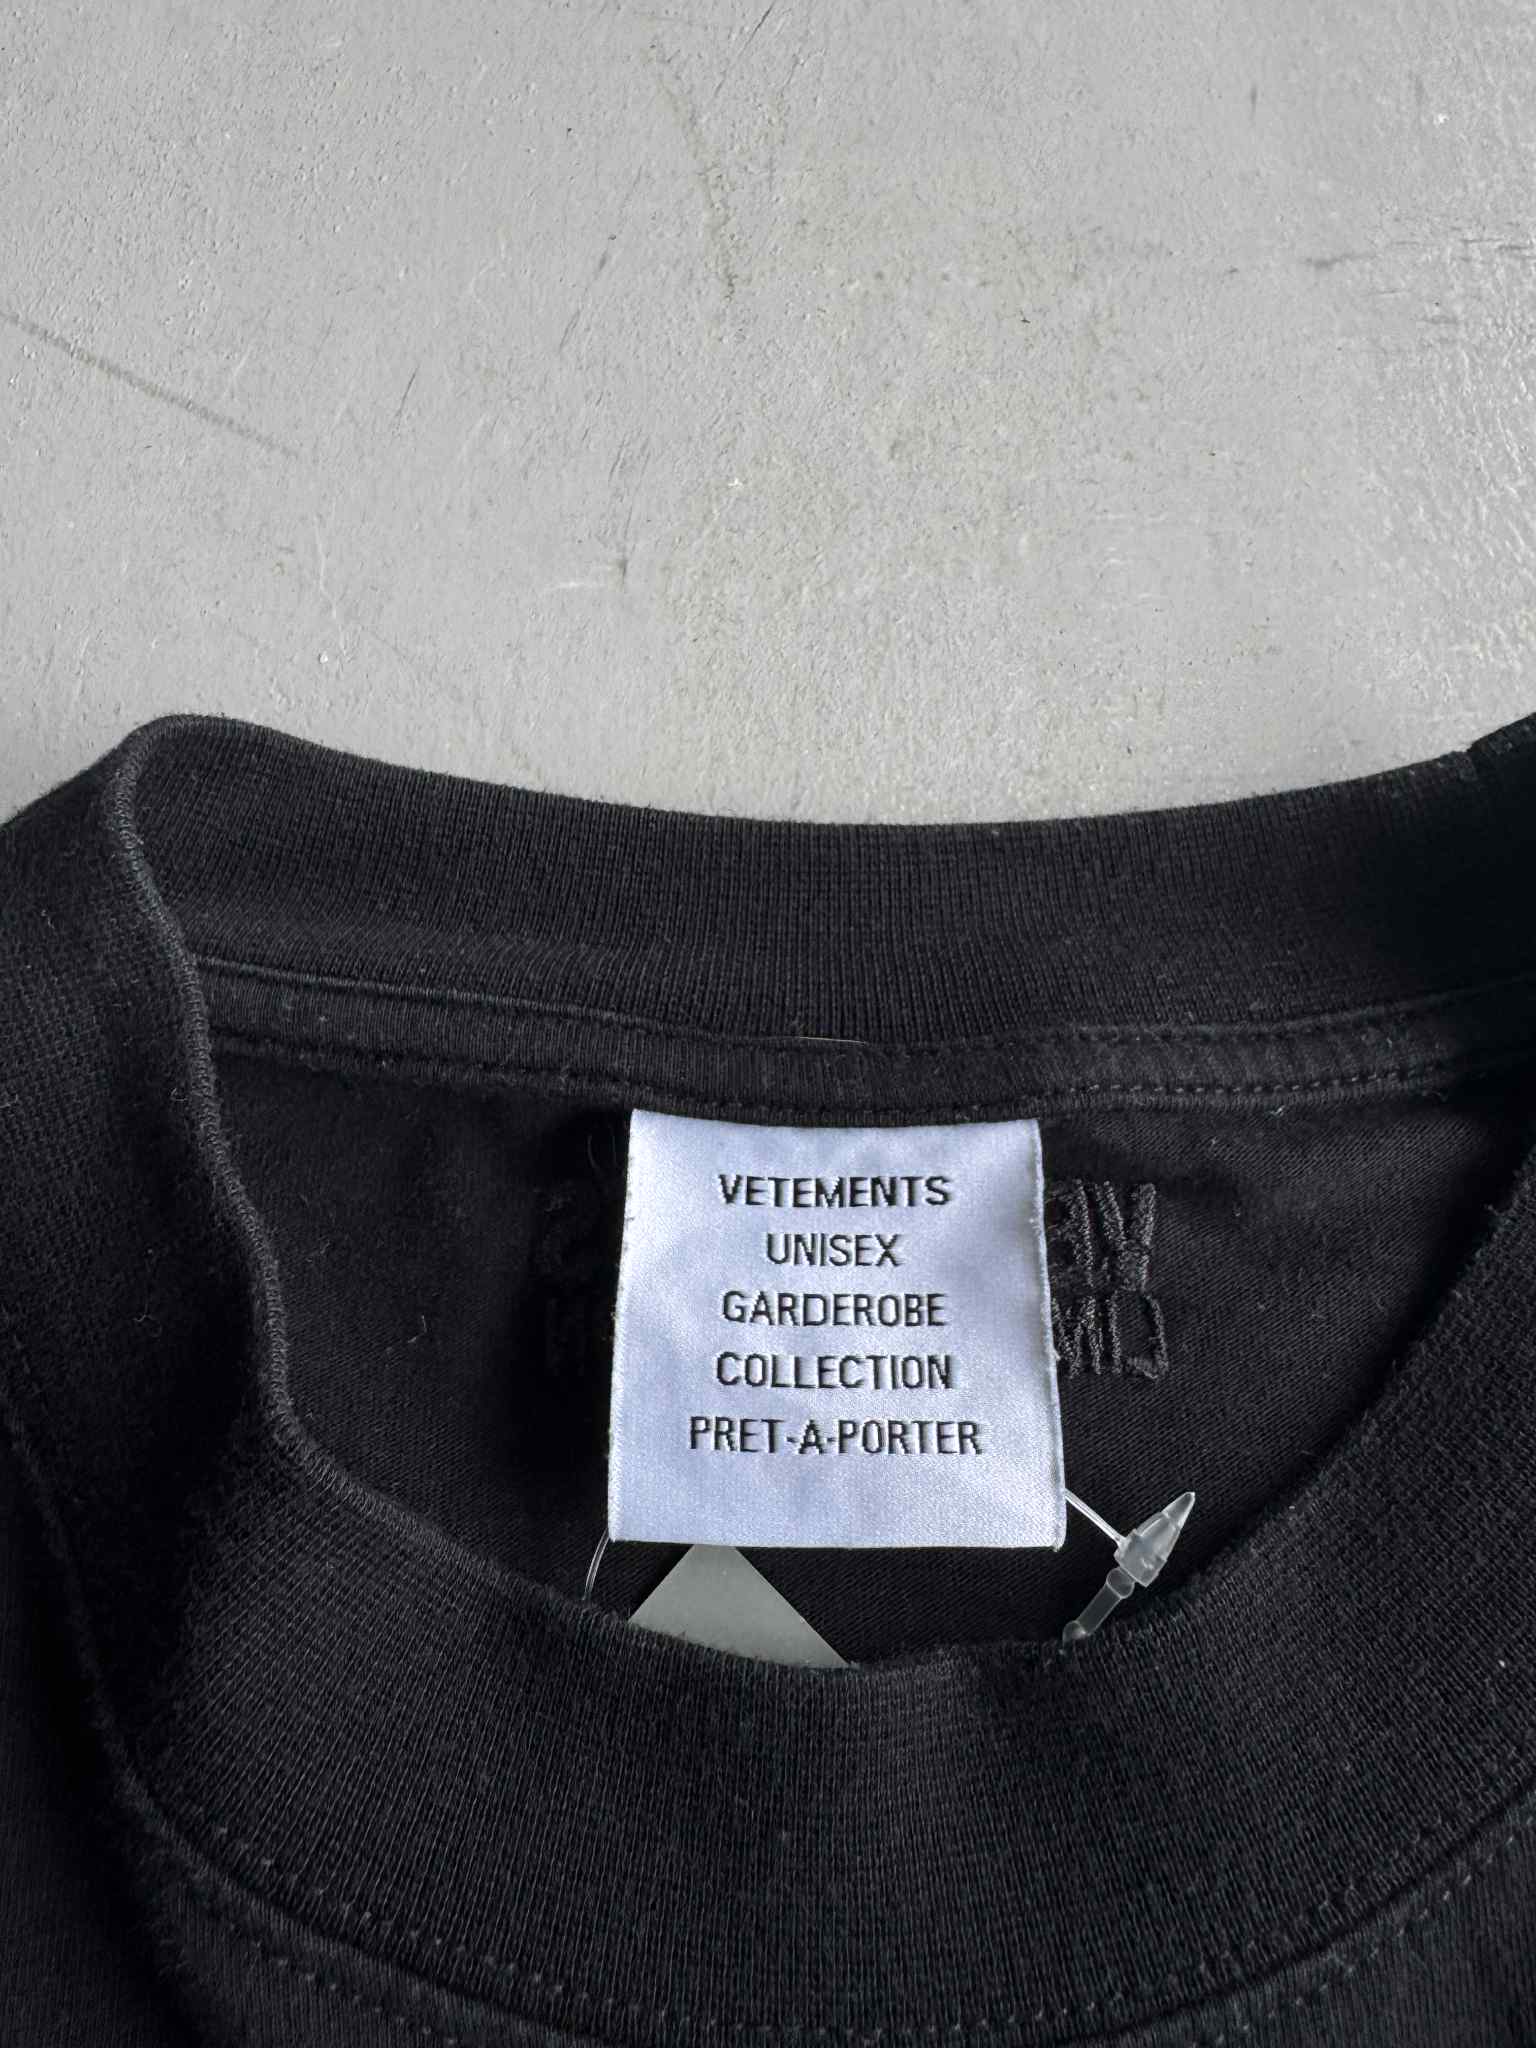 VETEMENTS
UNISEX
GARDEROBE
COLLECTION
PRET-A-PORTER